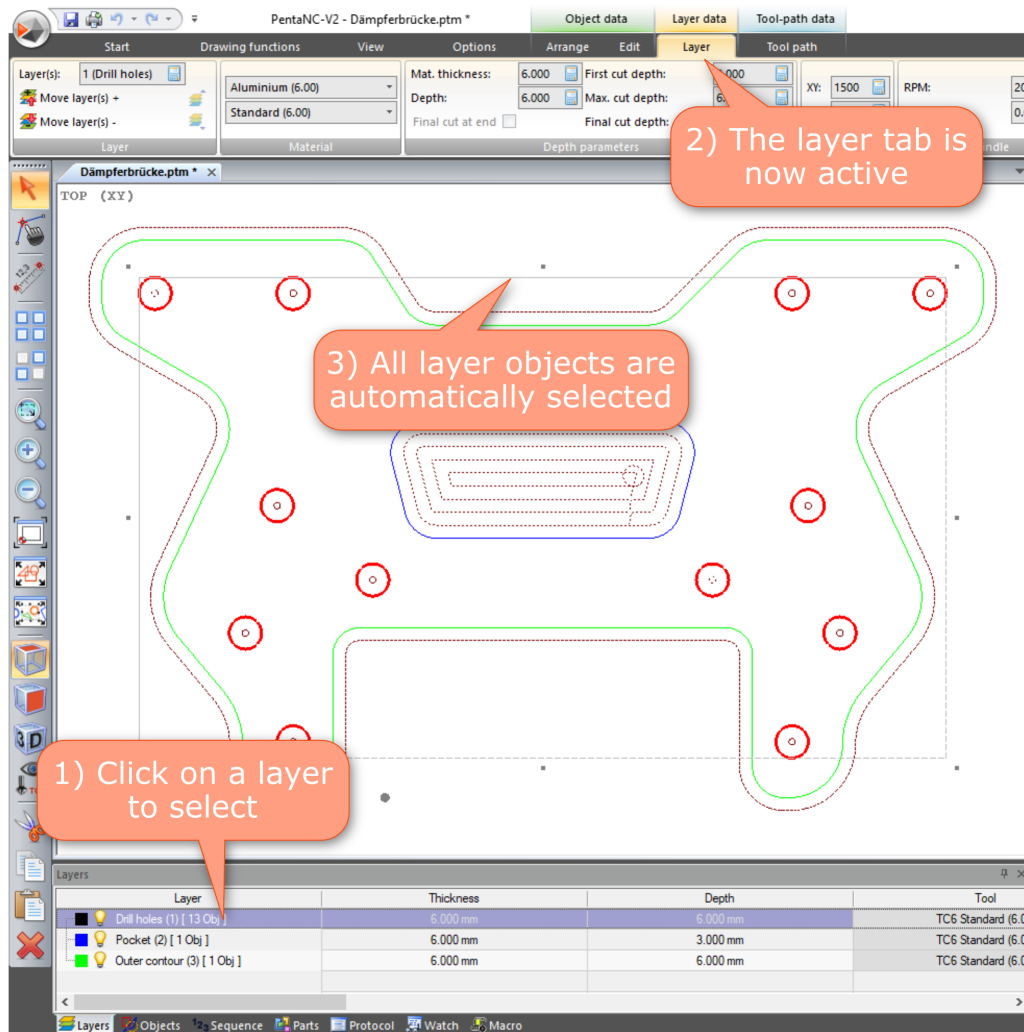 PentaNC-V2 - Dämpferbrücke.ptm *
Object data
Layer data
Tool-path data
Start
Drawing functions
View
Options
Arrange
Edit
Layer
Tool path
Layer(s):
1 (Drill holes)
Move layer(s) +
Move layer(s) -
Layer
Aluminium (6.00)
Standard (6.00)
Material
Mat. thickness:
6.000
First cut depth:
Depth:
6.000
Max. cut depth:
Final cut at end
Final cut depth:
Depth parameters
XY:
1500
RPM:
2) The layer tab is
now active
Dämpferbrücke.ptm *
TOP (XY)
3) All layer objects are
automatically selected
1) Click on a layer
to select
Layers
Layer
Thickness
Depth
Tool
Drill holes (1) [ 13 Obj ]
6.000 mm
6.000 mm
TC6 Standard (6.0
Pocket (2) [ 1 Obj ]
6.000 mm
3.000 mm
TC6 Standard (6.0
Outer contour (3) [ 1 Obj ]
6.000 mm
6.000 mm
TC6 Standard (6.0
Layers
Objects
Sequence
Parts
Protocol
Watch
Macro